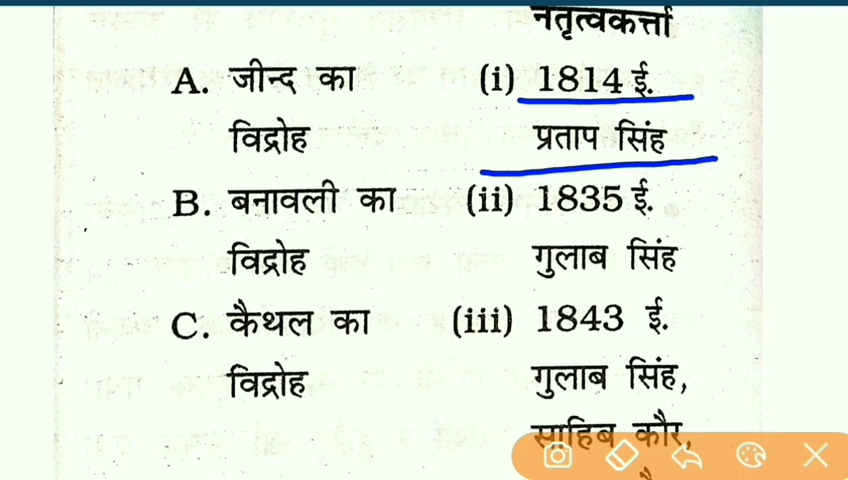 नेतृत्वकर्त्ता
A. जीन्द का (i) 1814 ई.
विद्रोह प्रताप सिंह
B. बनावली का (ii) 1835 ई.
विद्रोह गुलाब सिंह
C. कैथल का (iii) 1843 ई.
विद्रोह गुलाब सिंह,
साहिब कौर,